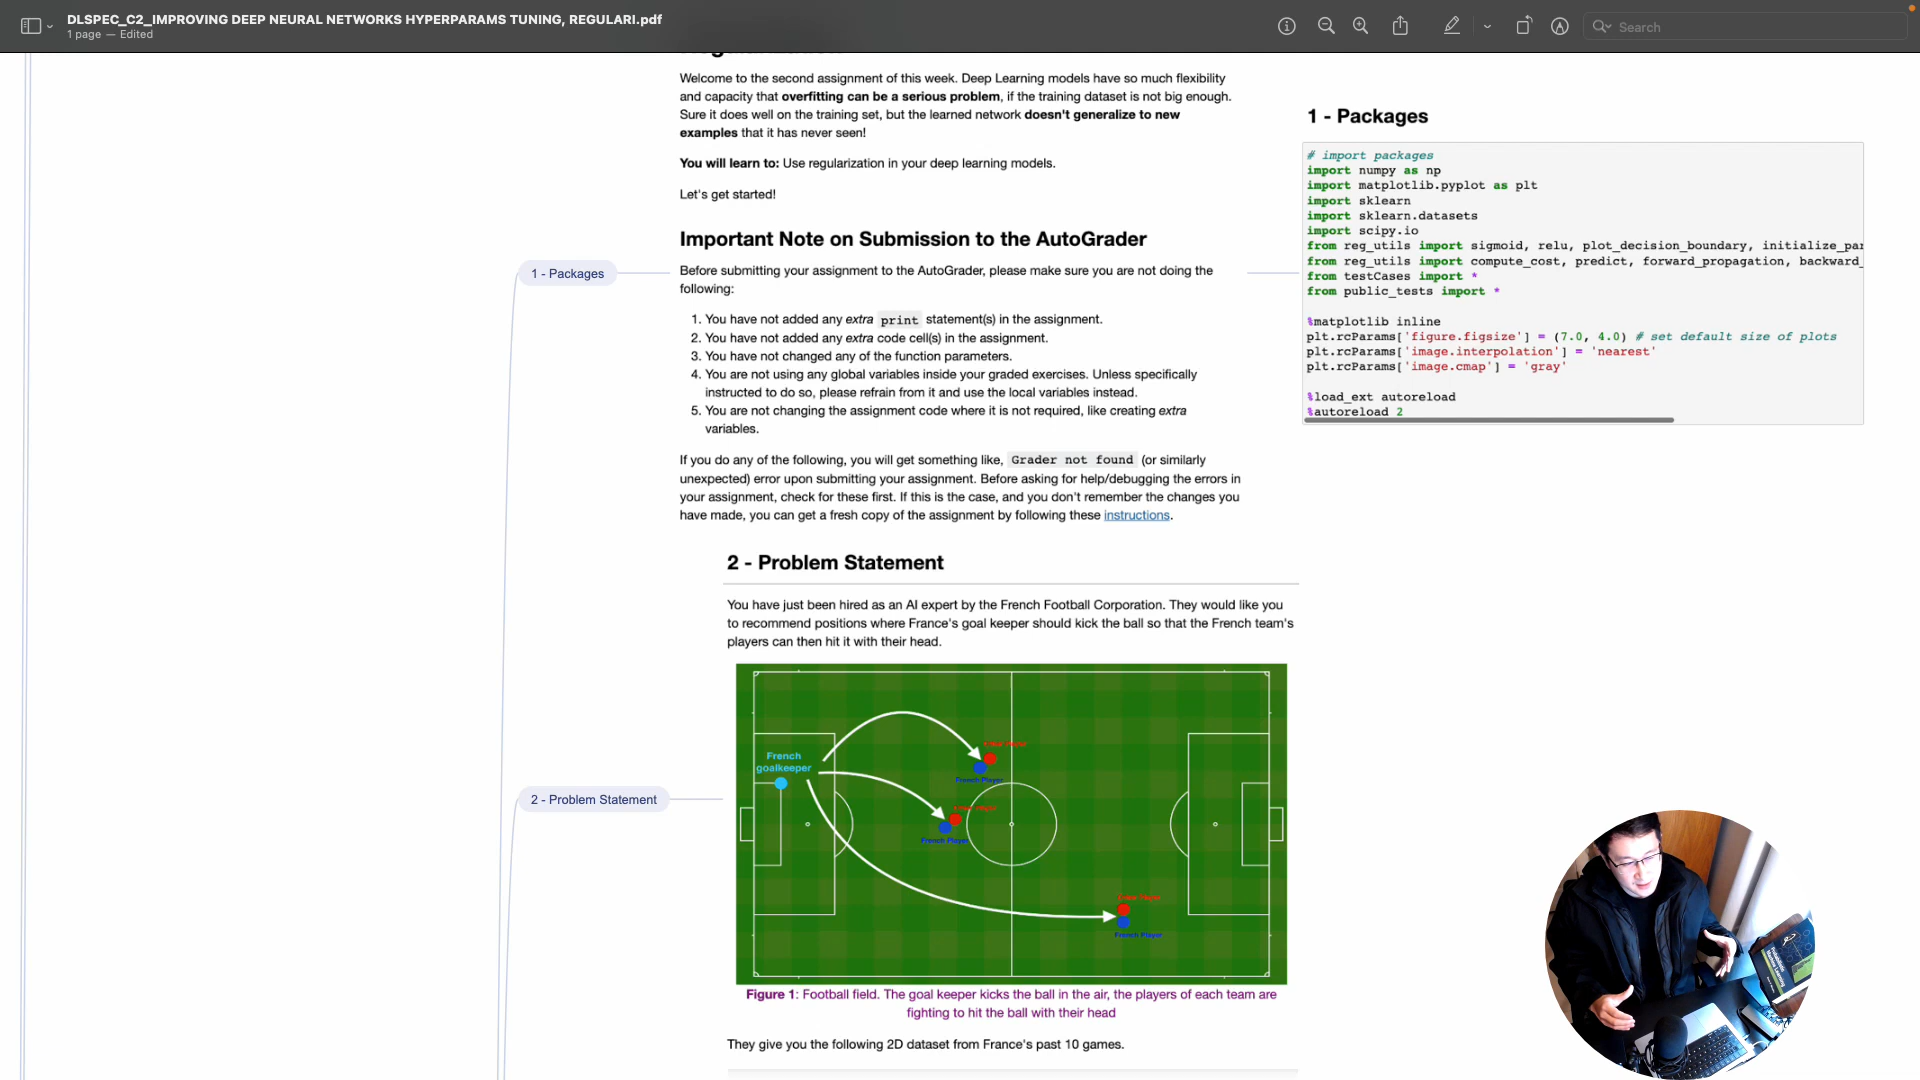 DLSPEC_C2_IMPROVING DEEP NEURAL NETWORKS HYPERPARAMS TUNING, REGULARI.pdf
1 page — Edited
Search
Welcome to the second assignment of this week. Deep Learning models have so much flexibility
and capacity that overfitting can be a serious problem, if the training dataset is not big enough.
Sure it does well on the training set, but the learned network doesn't generalize to new
examples that it has never seen!
You will learn to: Use regularization in your deep learning models.
Let's get started!
Important Note on Submission to the AutoGrader
1 - Packages
Before submitting your assignment to the AutoGrader, please make sure you are not doing the
following:
1. You have not added any extra print statement(s) in the assignment.
2. You have not added any extra code cell(s) in the assignment.
3. You have not changed any of the function parameters.
4. You are not using any global variables inside your graded exercises. Unless specifically
instructed to do so, please refrain from it and use the local variables instead.
5. You are not changing the assignment code where it is not required, like creating extra
variables.
If you do any of the following, you will get something like, Grader not found (or similarly
unexpected) error upon submitting your assignment. Before asking for help/debugging the errors in
your assignment, check for these first. If this is the case, and you don't remember the changes you
have made, you can get a fresh copy of the assignment by following these instructions.
1 - Packages
# import packages
import numpy as np
import matplotlib.pyplot as plt
import sklearn
import sklearn.datasets
import scipy.io
from reg_utils import sigmoid, relu, plot_decision_boundary, initialize_par
from reg_utils import compute_cost, predict, forward_propagation, backward_
from testCases import *
from public_tests import *
%matplotlib inline
plt.rcParams['figure.figsize'] = (7.0, 4.0) # set default size of plots
plt.rcParams['image.interpolation'] = 'nearest'
plt.rcParams['image.cmap'] = 'gray'
%load_ext autoreload
%autoreload 2
2 - Problem Statement
2 - Problem Statement
You have just been hired as an AI expert by the French Football Corporation. They would like you
to recommend positions where France's goal keeper should kick the ball so that the French team's
players can then hit it with their head.
French
goalkeeper
French Player
French Player
French Player
Figure 1: Football field. The goal keeper kicks the ball in the air, the players of each team are
fighting to hit the ball with their head
They give you the following 2D dataset from France's past 10 games.